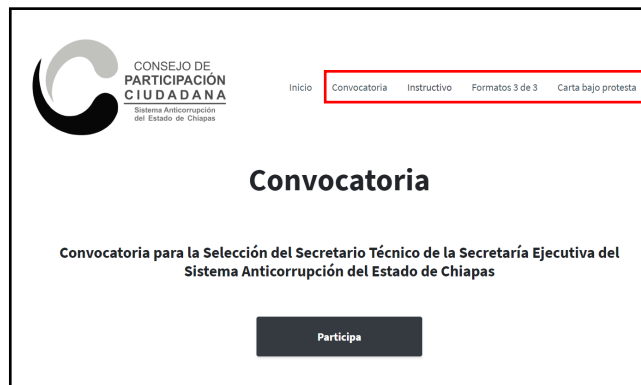 CONSEJO DE
PARTICIPACIÓN
CIUDADANA
Sistema Anticorrupción
del Estado de Chiapas
Inicio Convocatoria Instructivo Formatos 3 de 3 Carta bajo protesta
Convocatoria
Convocatoria para la Selección del Secretario Técnico de la Secretaría Ejecutiva del
Sistema Anticorrupción del Estado de Chiapas
Participa